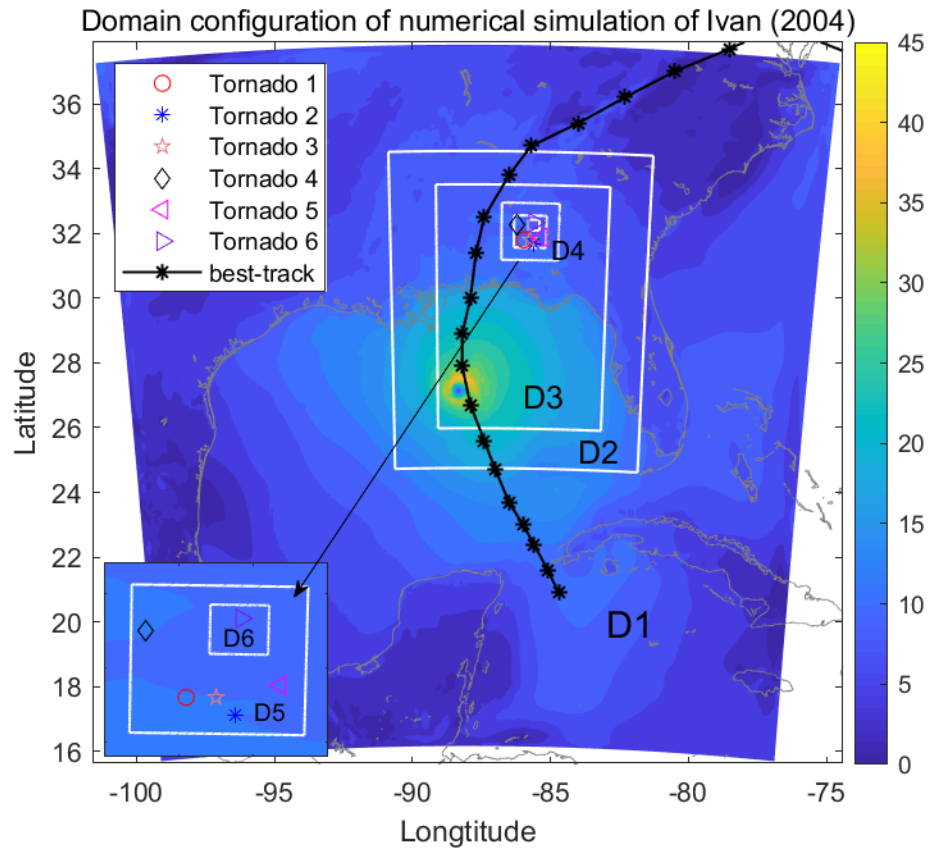 Domain configuration of numerical simulation of Ivan (2004)
Tornado 1
Tornado 2
Tornado 3
Tornado 4
Tornado 5
Tornado 6
best-track
36
34
32
30
28
26
24
22
20
18
16
Latitude
D4
D3
D2
D1
D6
D5
-100
-95
-90
-85
-80
-75
Longtitude
45
40
35
30
25
20
15
10
5
0